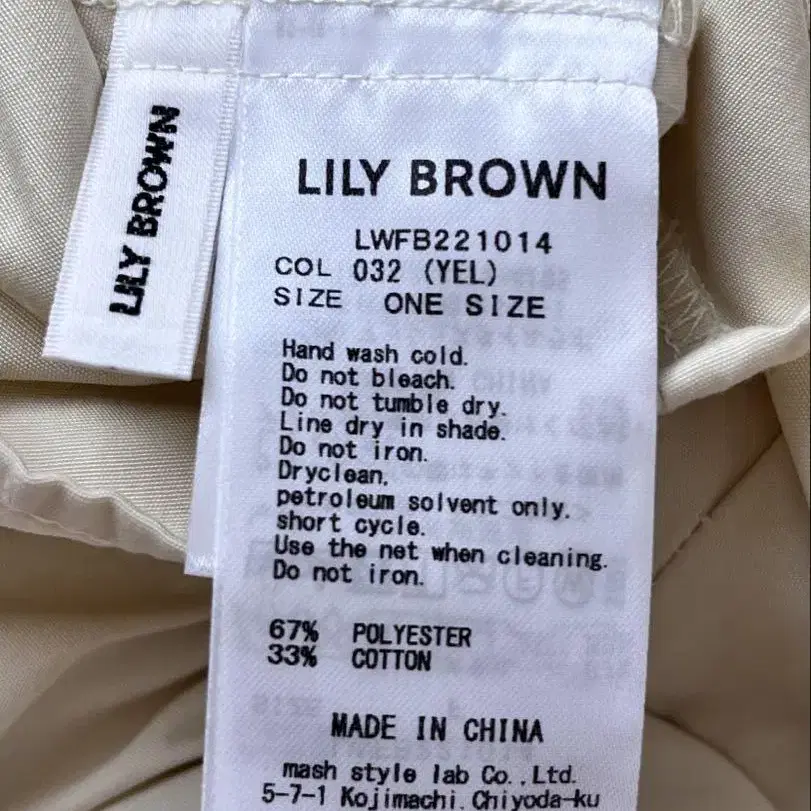 LILY BROWN
LILY BROWN
LWFB221014
COL 032 (YEL)
SIZE ONE SIZE
Hand wash cold.
Do not bleach.
Do not tumble dry.
Line dry in shade.
Do not iron.
Dryclean.
petroleum solvent only.
short cycle.
Use the net when cleaning.
Do not iron.
67% POLYESTER
33% COTTON
MADE IN CHINA
mash style lab Co.,Ltd.
5-7-1 Kojimachi.Chiyoda-ku